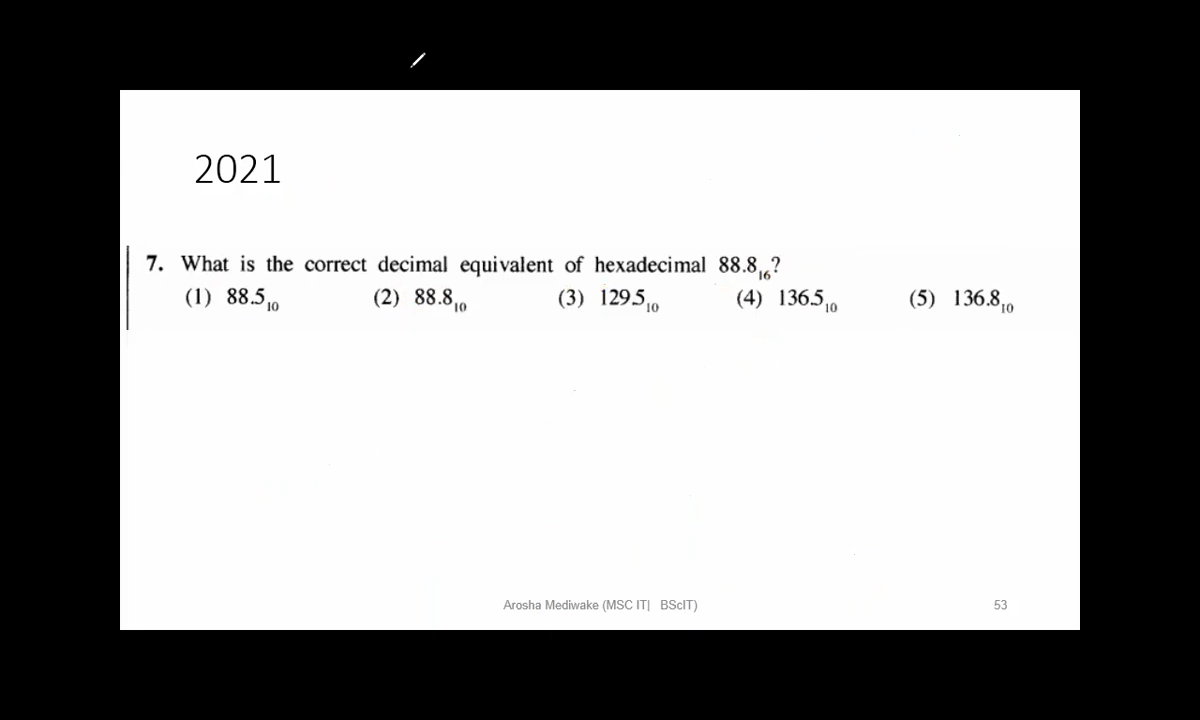 2021
7. What is the correct decimal equivalent of hexadecimal 88.8₁₆?
(1) 88.5₁₀ (2) 88.8₁₀ (3) 129.5₁₀ (4) 136.5₁₀ (5) 136.8₁₀
Arosha Mediwake (MSC IT| BScIT) 53